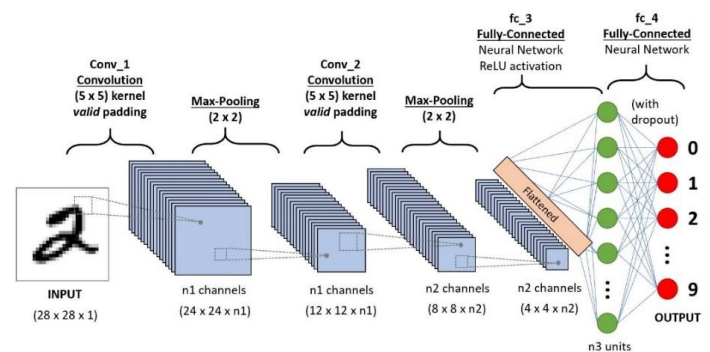 fc_3
Fully-Connected
Neural Network
ReLU activation
fc_4
Fully-Connected
Neural Network
Conv_1
Convolution
(5 x 5) kernel
valid padding
Max-Pooling
(2 x 2)
Conv_2
Convolution
(5 x 5) kernel
valid padding
Max-Pooling
(2 x 2)
(with
dropout)
Flattened
0
1
2
9
2
INPUT
(28 x 28 x 1)
n1 channels
(24 x 24 x n1)
n1 channels
(12 x 12 x n1)
n2 channels
(8 x 8 x n2)
n2 channels
(4 x 4 x n2)
OUTPUT
n3 units